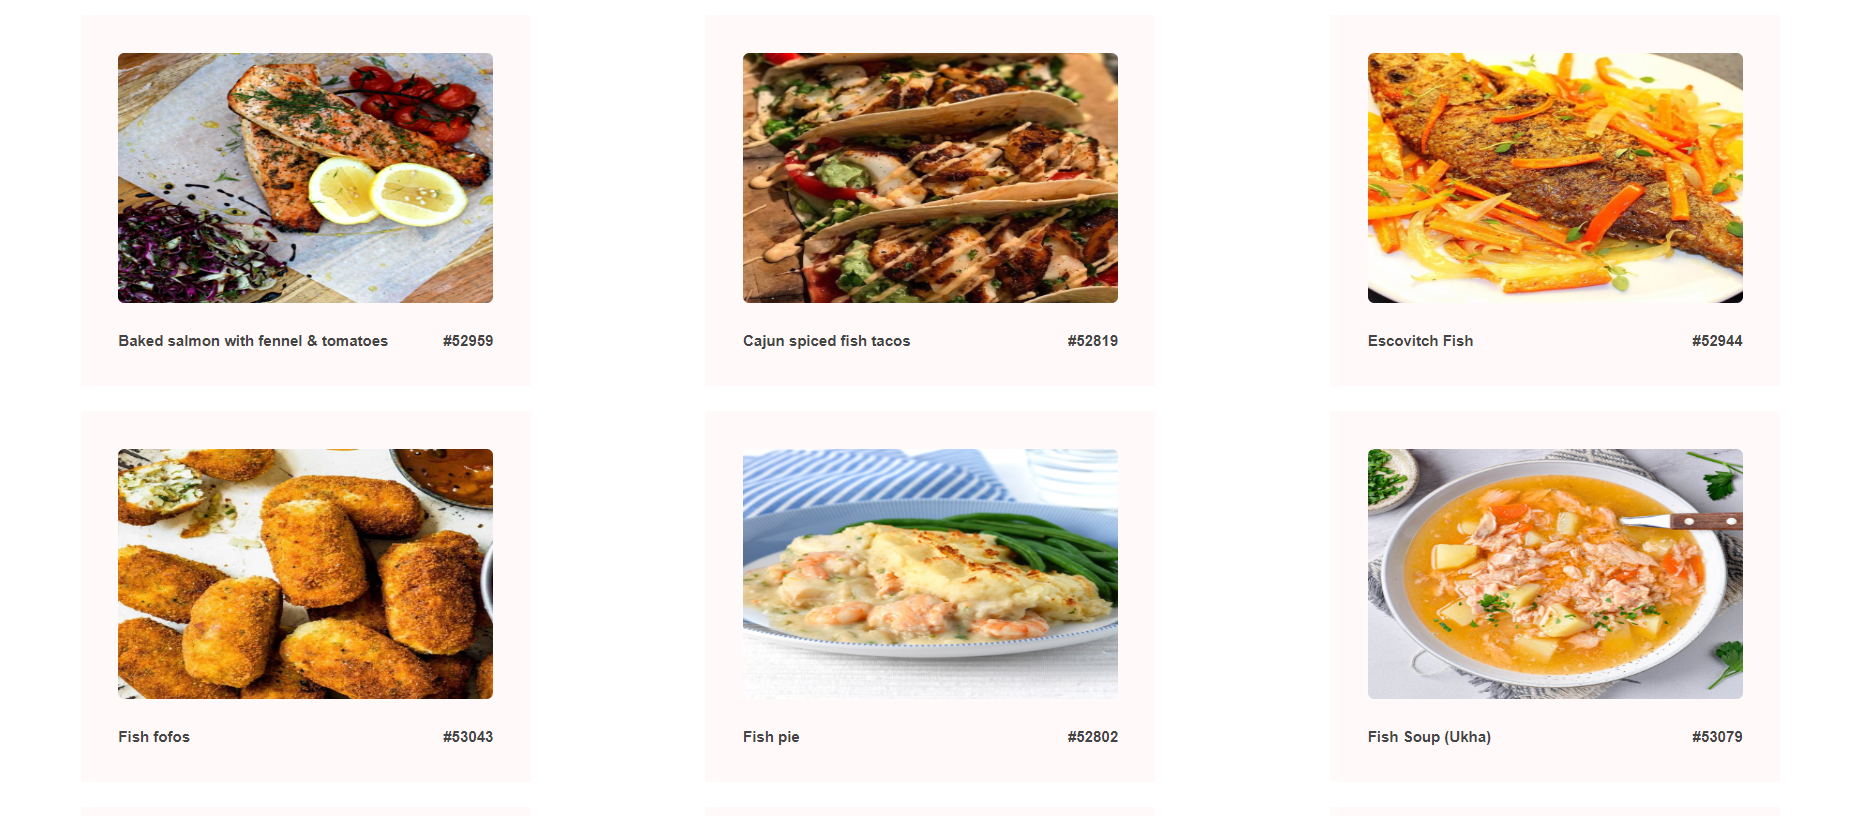 Baked salmon with fennel & tomatoes #52959
Cajun spiced fish tacos #52819
Escovitch Fish #52944
Fish fofos #53043
Fish pie #52802
Fish Soup (Ukha) #53079